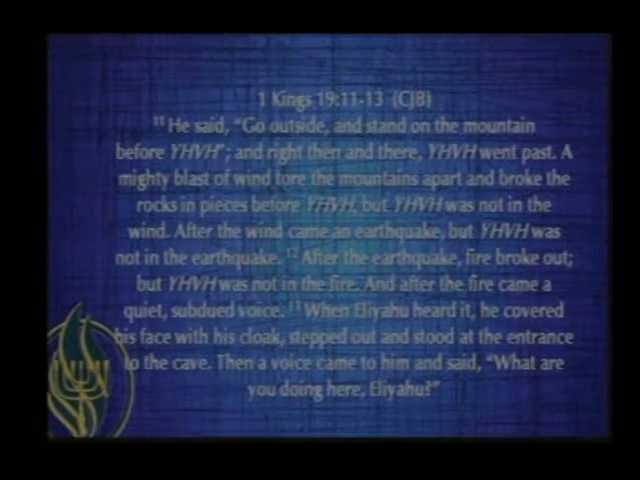 1 Kings 19:11-13 (CJB)
11 He said, "Go outside, and stand on the mountain
before YHVH"; and right then and there, YHVH went past. A
mighty blast of wind tore the mountains apart and broke the
rocks in pieces before YHVH, but YHVH was not in the
wind. After the wind came an earthquake, but YHVH was
not in the earthquake. 12 After the earthquake, fire broke out;
but YHVH was not in the fire. And after the fire came a
quiet, subdued voice. 13 When Eliyahu heard it, he covered
his face with his cloak, stepped out and stood at the entrance
to the cave. Then a voice came to him and said, "What are
you doing here, Eliyahu?"